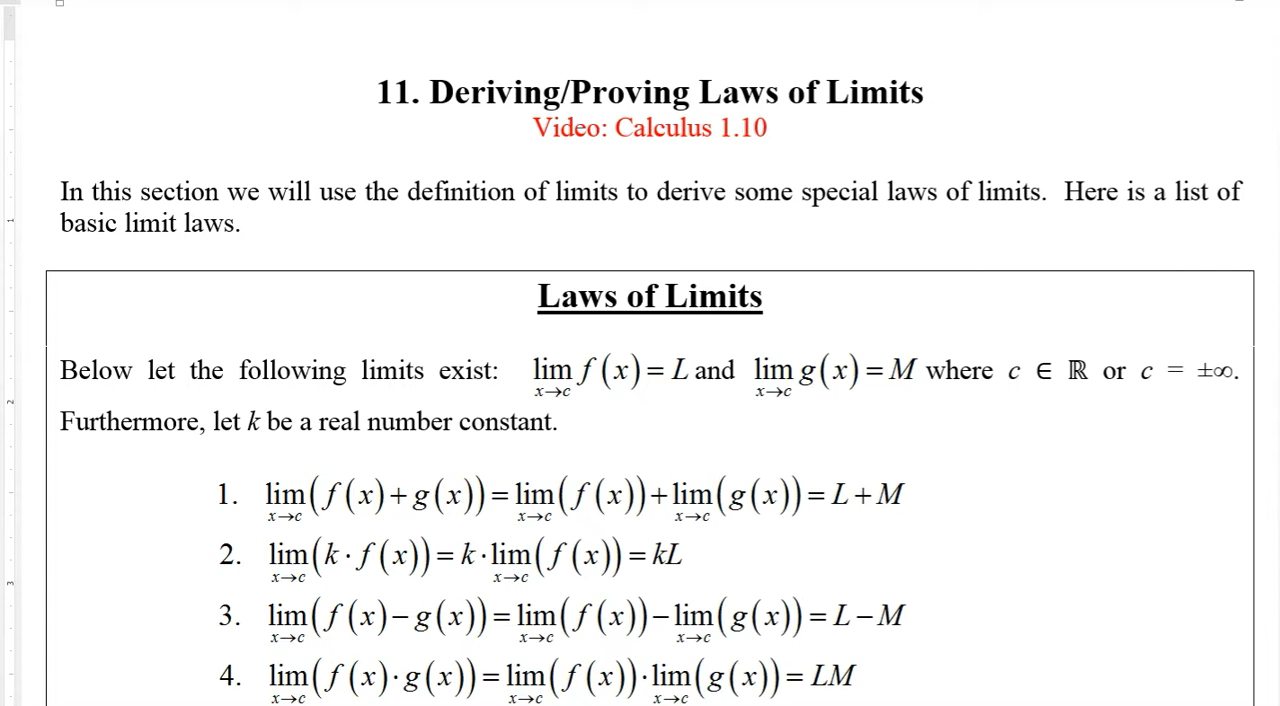 11. Deriving/Proving Laws of Limits
Video: Calculus 1.10
In this section we will use the definition of limits to derive some special laws of limits. Here is a list of
basic limit laws.
Laws of Limits
Below let the following limits exist: lim_{x→c} f(x) = L and lim_{x→c} g(x) = M where c ∈ ℝ or c = ±∞.
Furthermore, let k be a real number constant.
1. lim_{x→c}(f(x)+g(x)) = lim_{x→c}(f(x)) + lim_{x→c}(g(x)) = L+M
2. lim_{x→c}(k·f(x)) = k·lim_{x→c}(f(x)) = kL
3. lim_{x→c}(f(x)−g(x)) = lim_{x→c}(f(x)) − lim_{x→c}(g(x)) = L−M
4. lim_{x→c}(f(x)·g(x)) = lim_{x→c}(f(x))·lim_{x→c}(g(x)) = LM